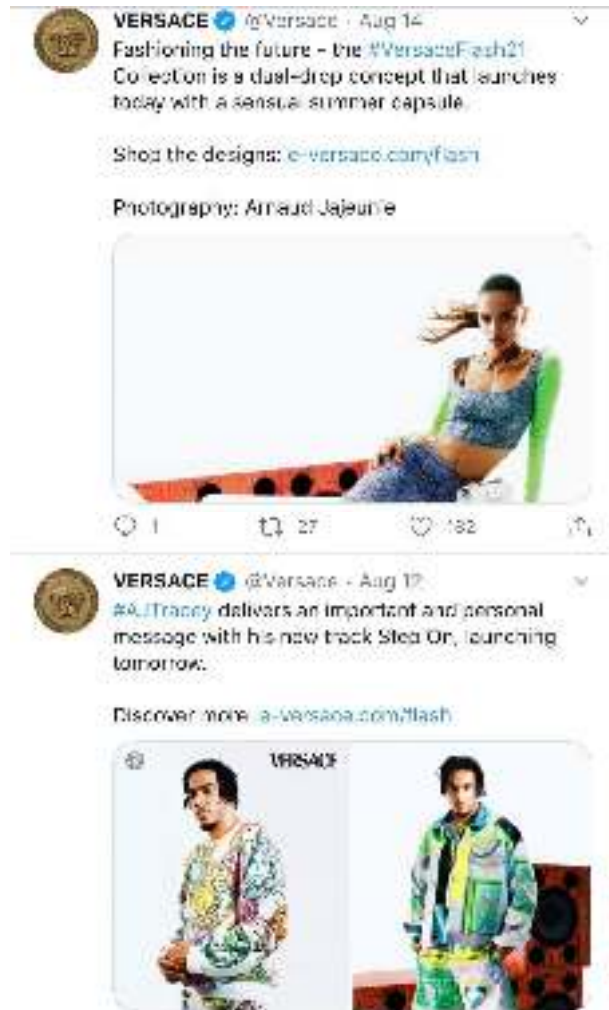 VERSACE @Versace · Aug 14
Fashioning the future – the #VersaceFlash21
Collection is a dual-drop concept that launches
today with a sensual summer capsule.
Shop the designs: e-versace.com/flash
Photography: Arnaud Lajeunie
1 27 182
VERSACE @Versace · Aug 12
#AJTracey delivers an important and personal
message with his new track Step On, launching
tomorrow.
Discover more: e-versace.com/flash
VERSACE